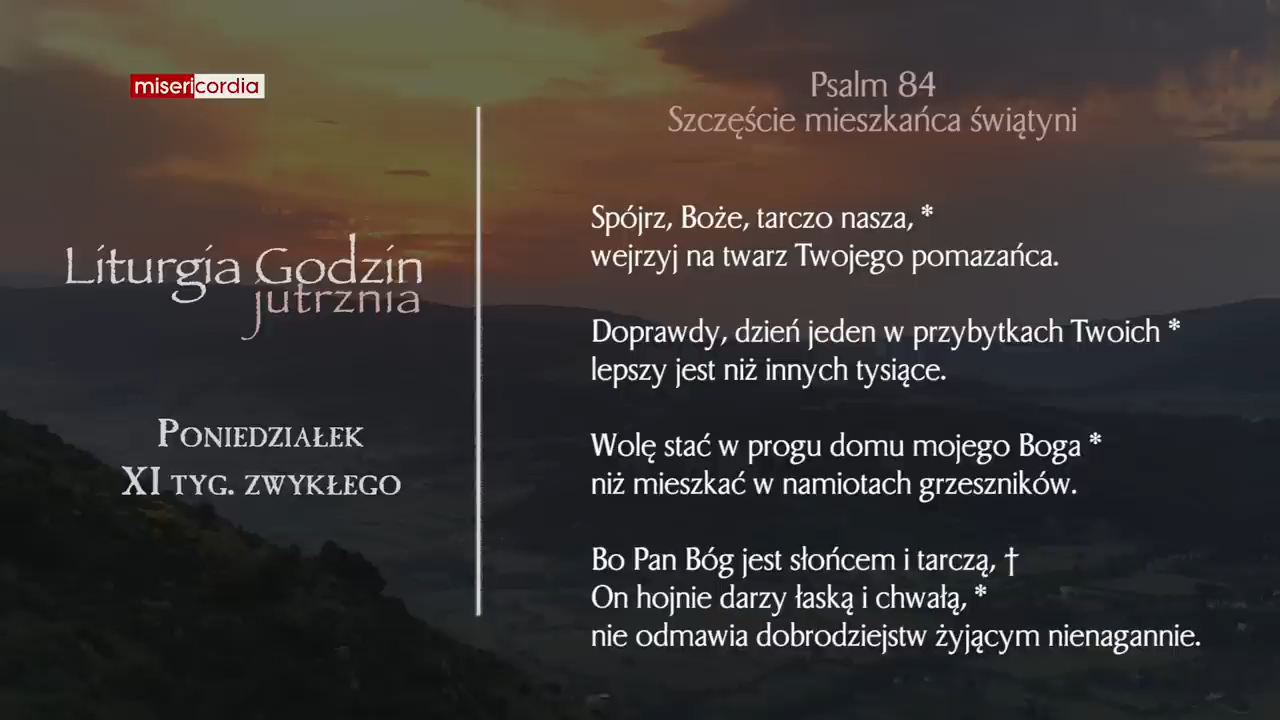 misericordia
Liturgia Godzin
jutrznia
Poniedziałek
XI tyg. zwykłego
Psalm 84
Szczęście mieszkańca świątyni
Spójrz, Boże, tarczo nasza, *
wejrzyj na twarz Twojego pomazańca.
Doprawdy, dzień jeden w przybytkach Twoich *
lepszy jest niż innych tysiące.
Wolę stać w progu domu mojego Boga *
niż mieszkać w namiotach grzeszników.
Bo Pan Bóg jest słońcem i tarczą, †
On hojnie darzy łaską i chwałą, *
nie odmawia dobrodziejstw żyjącym nienagannie.